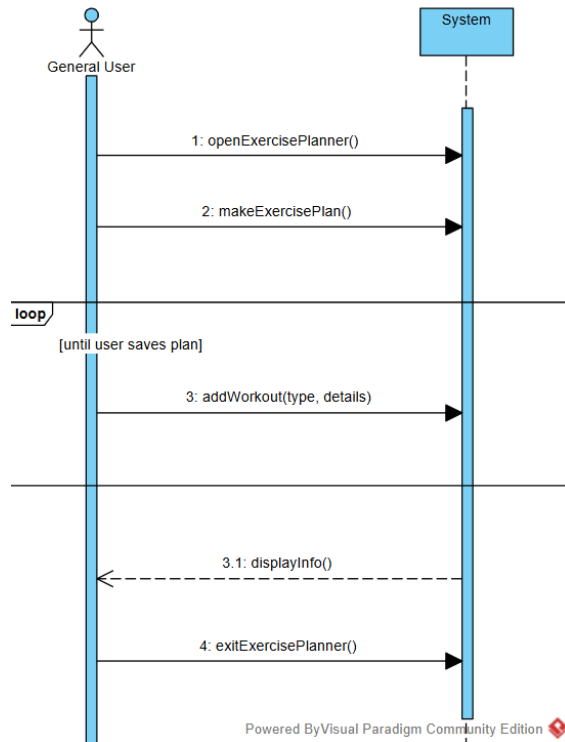 System
General User
1: openExercisePlanner()
2: makeExercisePlan()
loop
[until user saves plan]
3: addWorkout(type, details)
3.1: displayInfo()
4: exitExercisePlanner()
Powered ByVisual Paradigm Community Edition